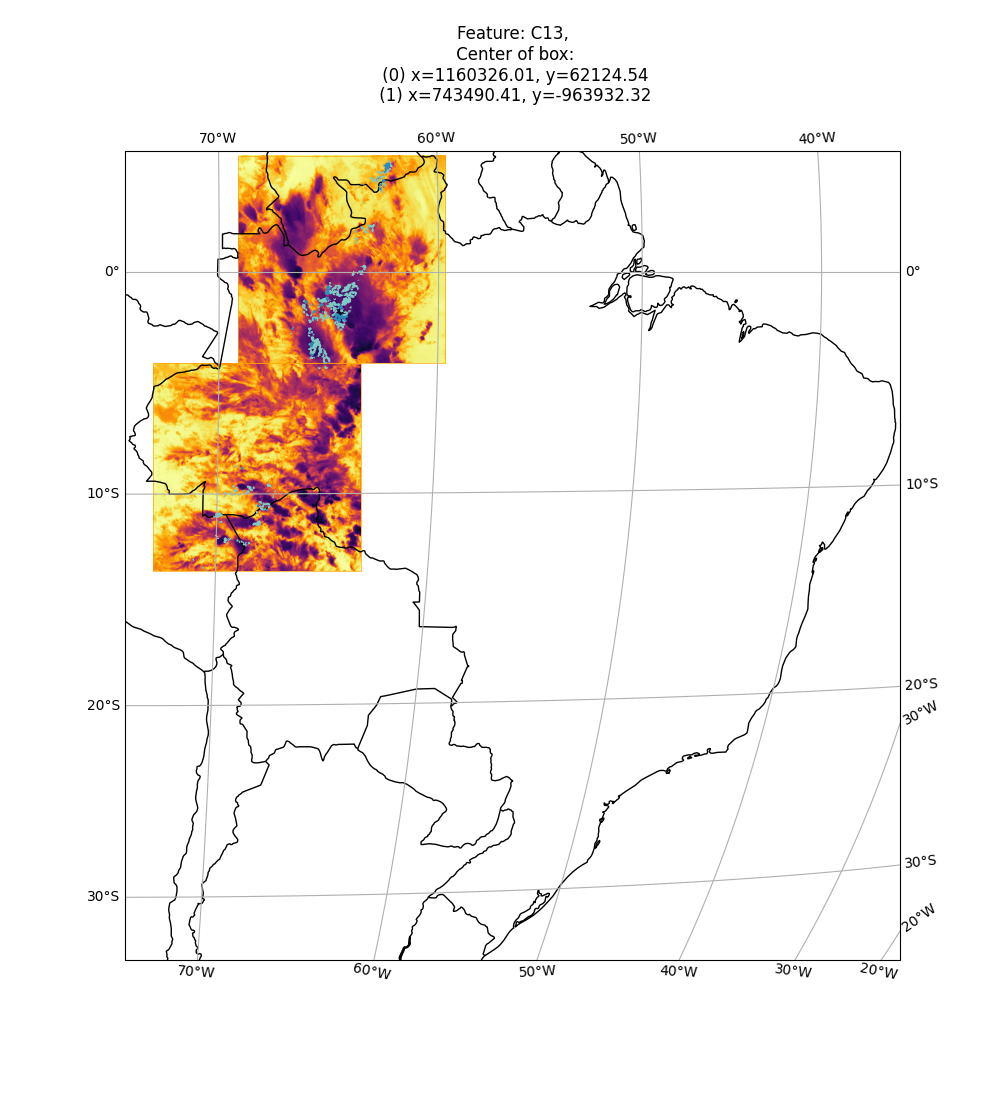 Feature: C13,
Center of box:
(0) x=1160326.01, y=62124.54
(1) x=743490.41, y=-963932.32
70°W 60°W 50°W 40°W
0° 0°
10°S 10°S
20°S 20°S
30°W
30°S 30°S
20°W
70°W 60°W 50°W 40°W 30°W 20°W